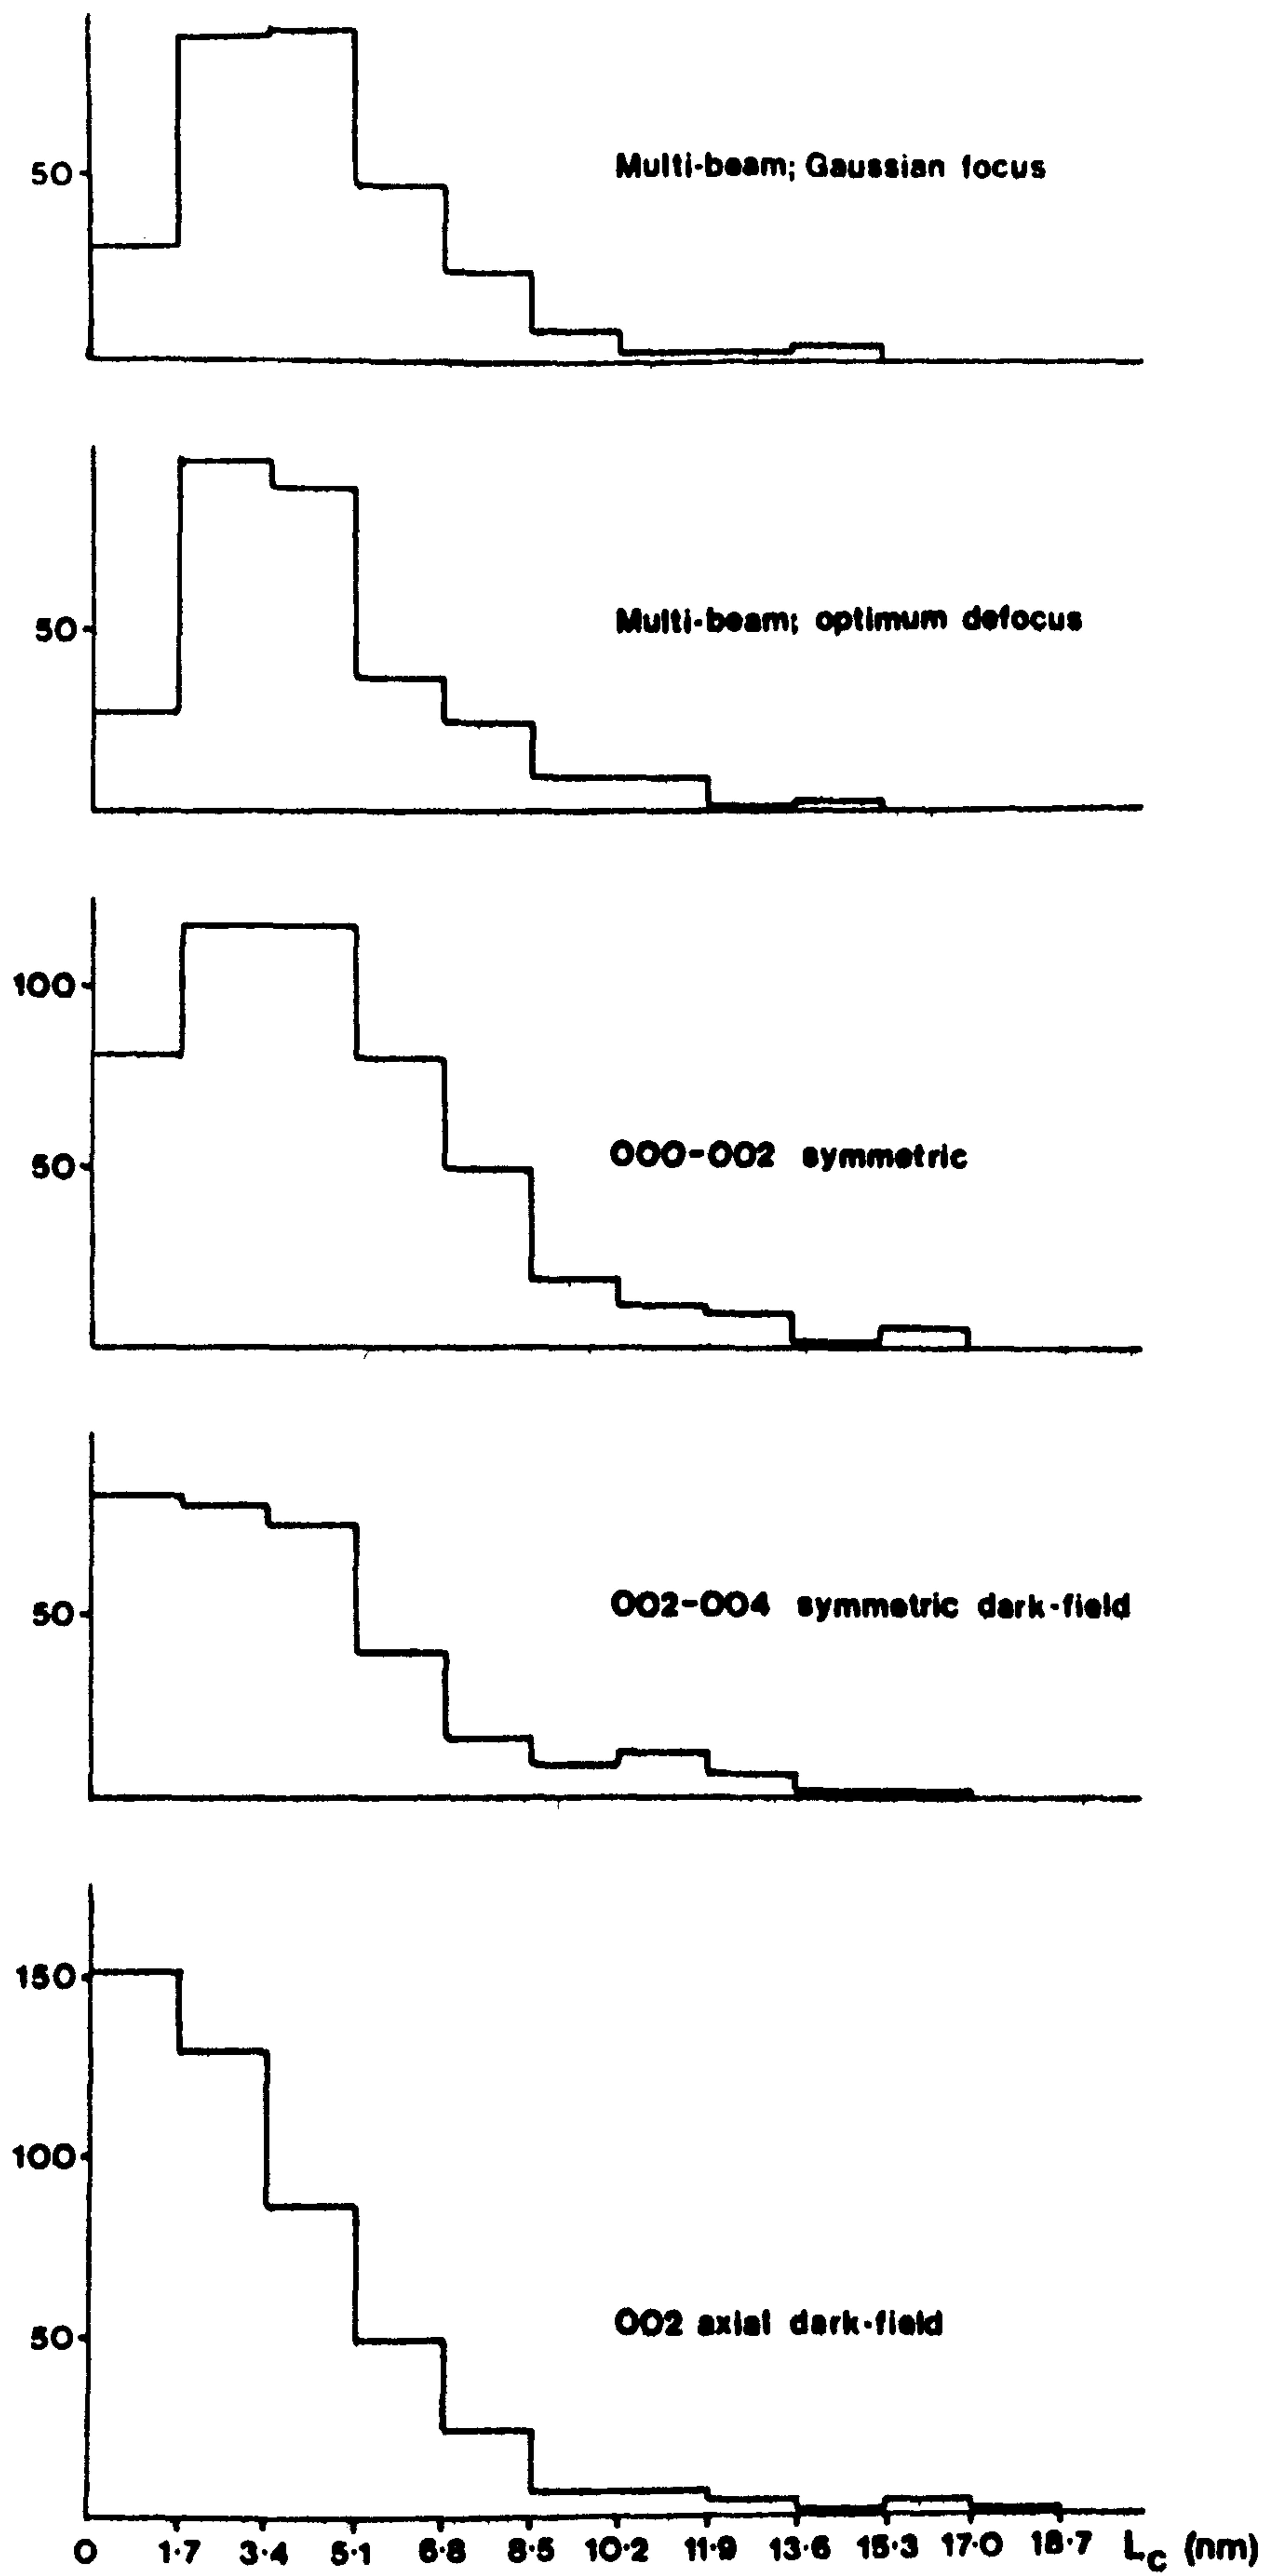 50
Multi-beam; Gaussian focus
50
Multi-beam; optimum defocus
100
50
000-002 symmetric
50
002-004 symmetric dark-field
150
100
50
002 axial dark-field
0 1·7 3·4 5·1 6·8 8·5 10·2 11·9 13·6 15·3 17·0 18·7 Lc (nm)